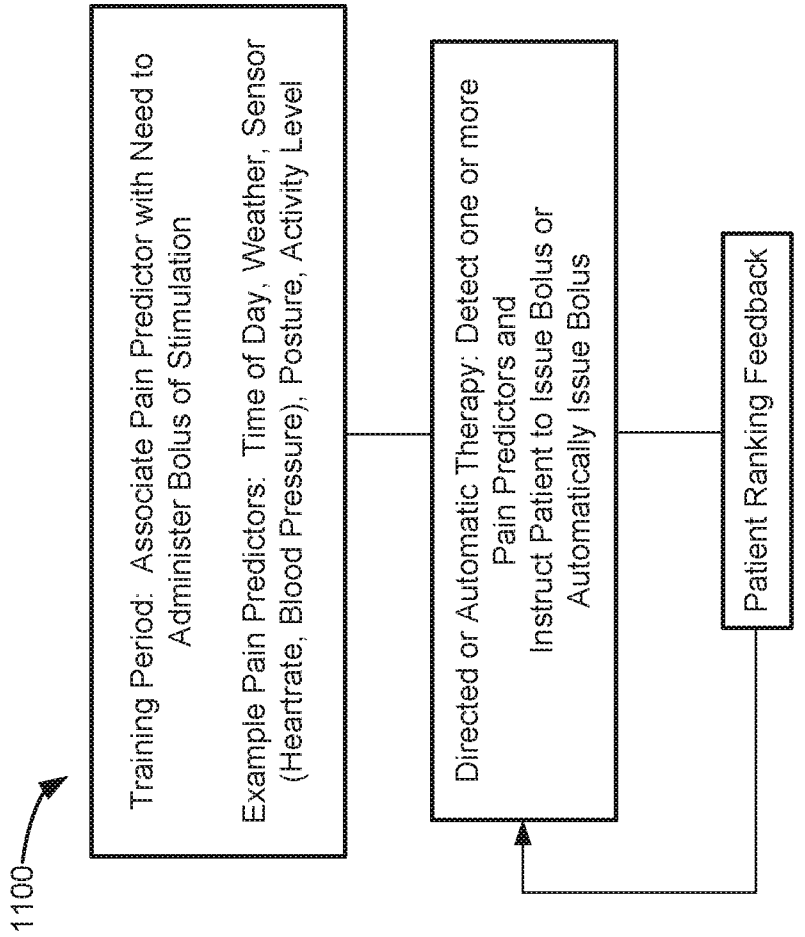 1100
Training Period: Associate Pain Predictor with Need to
Administer Bolus of Stimulation
Example Pain Predictors: Time of Day, Weather, Sensor
(Heartrate, Blood Pressure), Posture, Activity Level
Directed or Automatic Therapy: Detect one or more
Pain Predictors and
Instruct Patient to Issue Bolus or
Automatically Issue Bolus
Patient Ranking Feedback